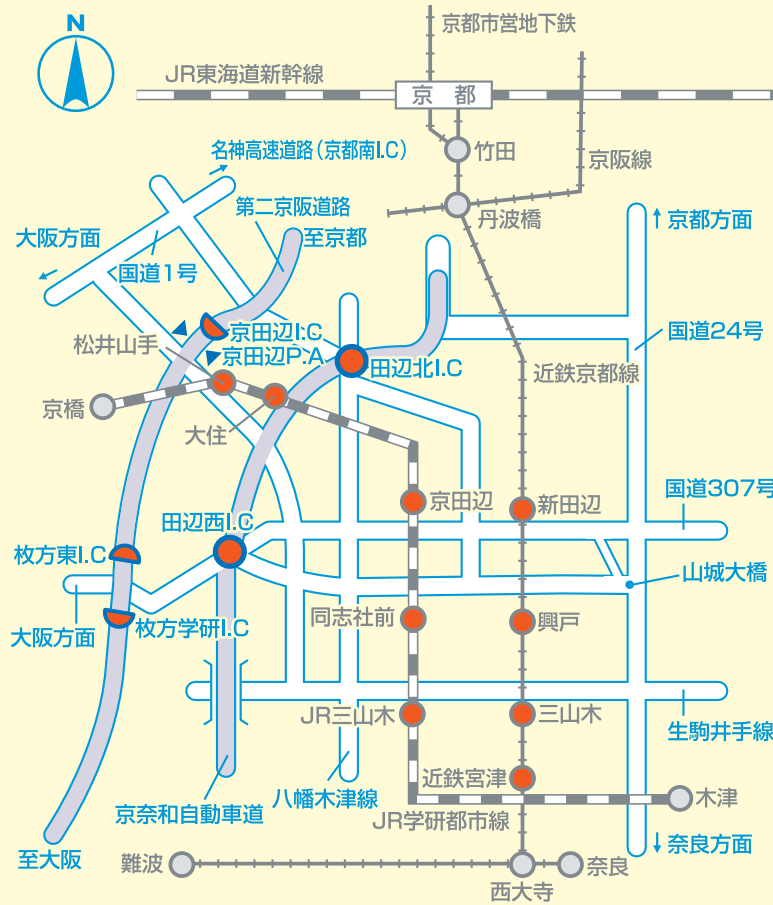 N
京都市営地下鉄
JR東海道新幹線
京都
竹田
京阪線
丹波橋
名神高速道路(京都南I.C)
第二京阪道路
至京都
大阪方面
国道1号
京都方面
国道24号
京田辺I.C
京田辺P.A
松井山手
田辺北I.C
近鉄京都線
京橋
大住
京田辺
新田辺
国道307号
田辺西I.C
枚方東I.C
山城大橋
大阪方面
枚方学研I.C
同志社前
興戸
JR三山木
三山木
生駒井手線
近鉄宮津
京奈和自動車道
八幡木津線
JR学研都市線
木津
至大阪
難波
西大寺
奈良
奈良方面